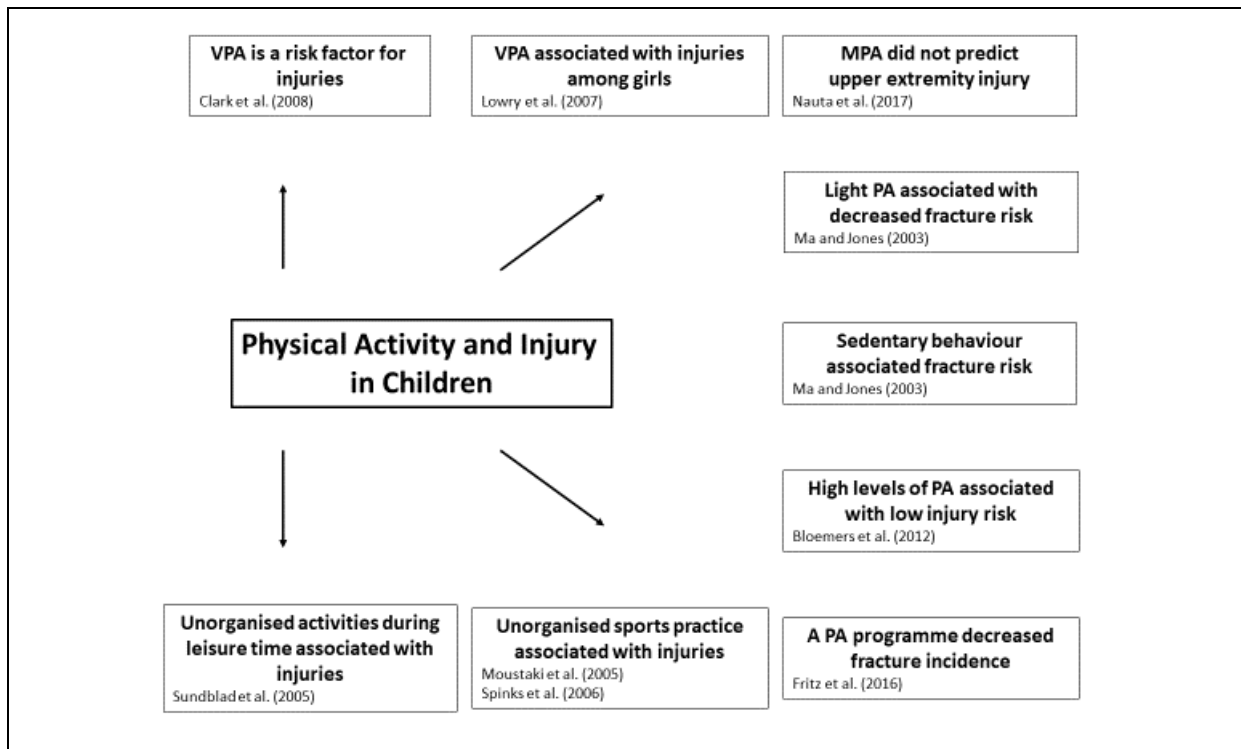 VPA is a risk factor for
injuries
Clark et al. (2008)
VPA associated with injuries
among girls
Lowry et al. (2007)
MPA did not predict
upper extremity injury
Nauta et al. (2017)
Light PA associated with
decreased fracture risk
Ma and Jones (2003)
Physical Activity and Injury
in Children
Sedentary behaviour
associated fracture risk
Ma and Jones (2003)
High levels of PA associated
with low injury risk
Bloemers et al. (2012)
Unorganised activities during
leisure time associated with
injuries
Sundblad et al. (2005)
Unorganised sports practice
associated with injuries
Moustaki et al. (2005)
Spinks et al. (2006)
A PA programme decreased
fracture incidence
Fritz et al. (2016)